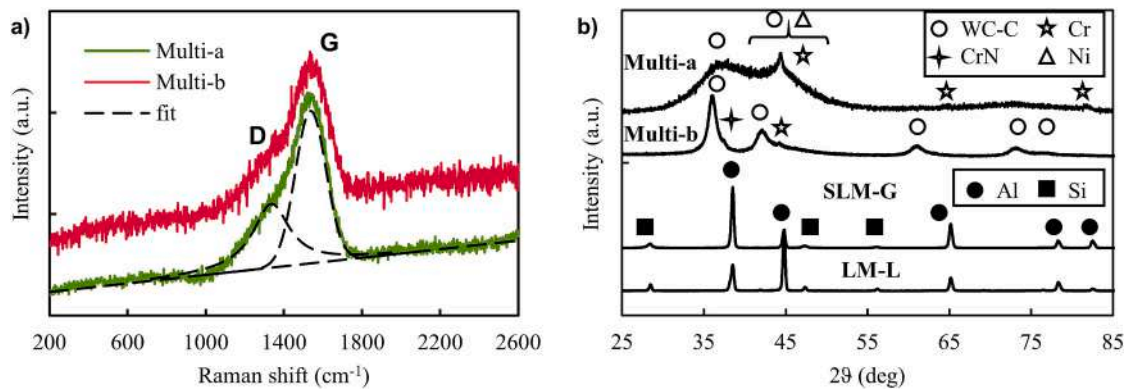 a)
Multi-a
Multi-b
fit
G
D
Intensity (a.u.)
200 600 1000 1400 1800 2200 2600
Raman shift (cm-1)
b)
WC-C Cr
CrN Ni
Multi-a
Multi-b
SLM-G
Al Si
LM-L
Intensity (a.u.)
25 35 45 55 65 75 85
2ϑ (deg)